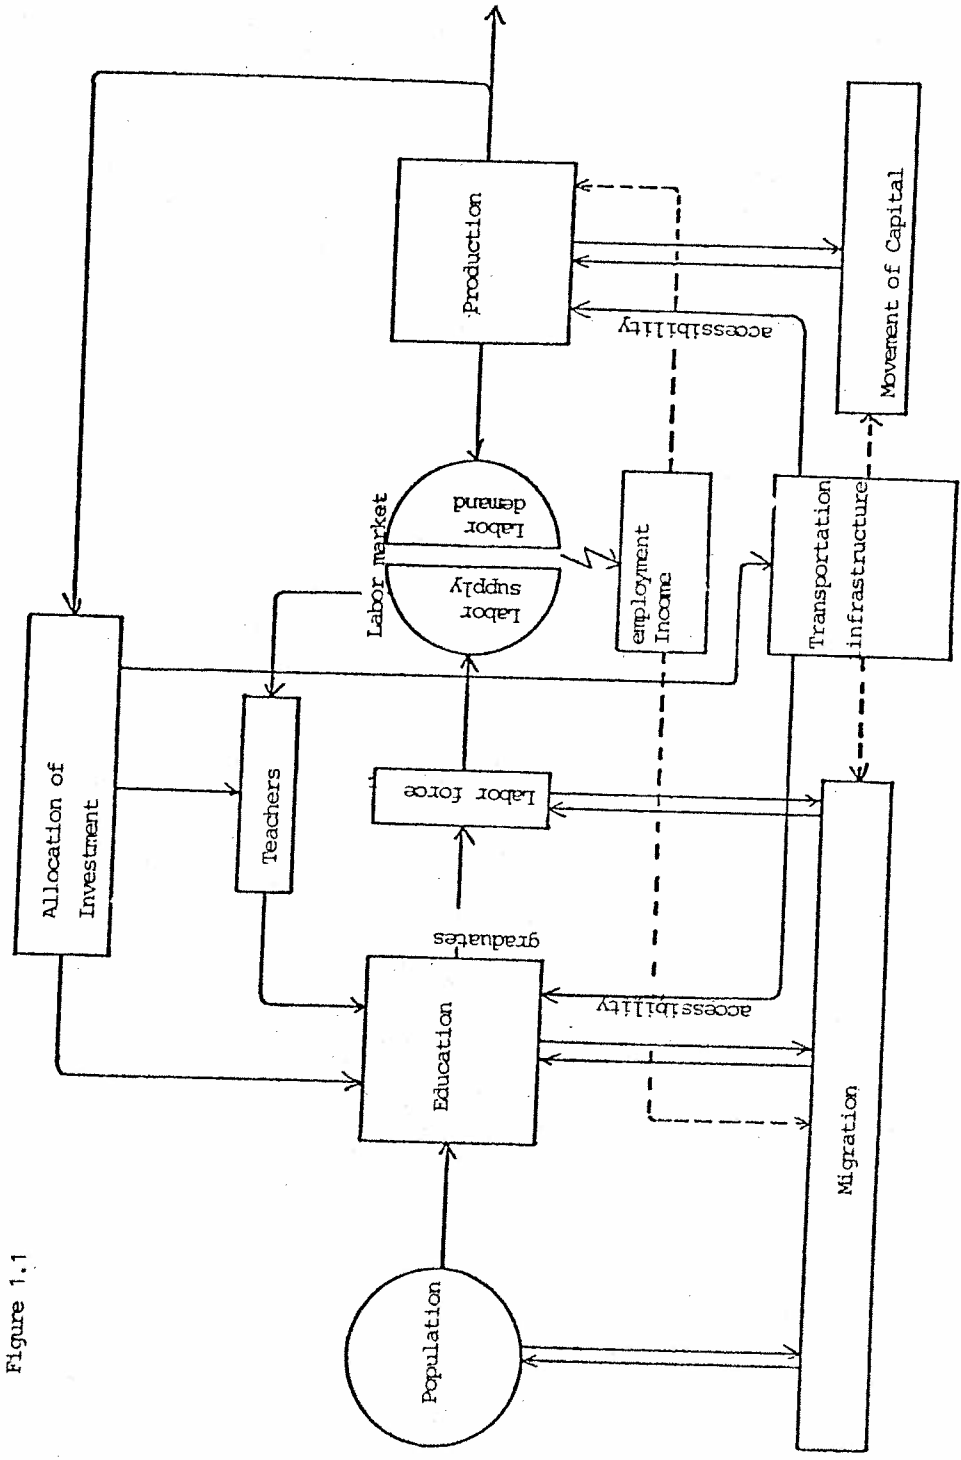 Figure 1.1
Allocation of
Investment
Teachers
Labor market
Population
Education
graduates
Labor force
Labor
supply
Labor
demand
Production
accessibility
accessibility
employment
Income
Transportation
infrastructure
Migration
Movement of Capital